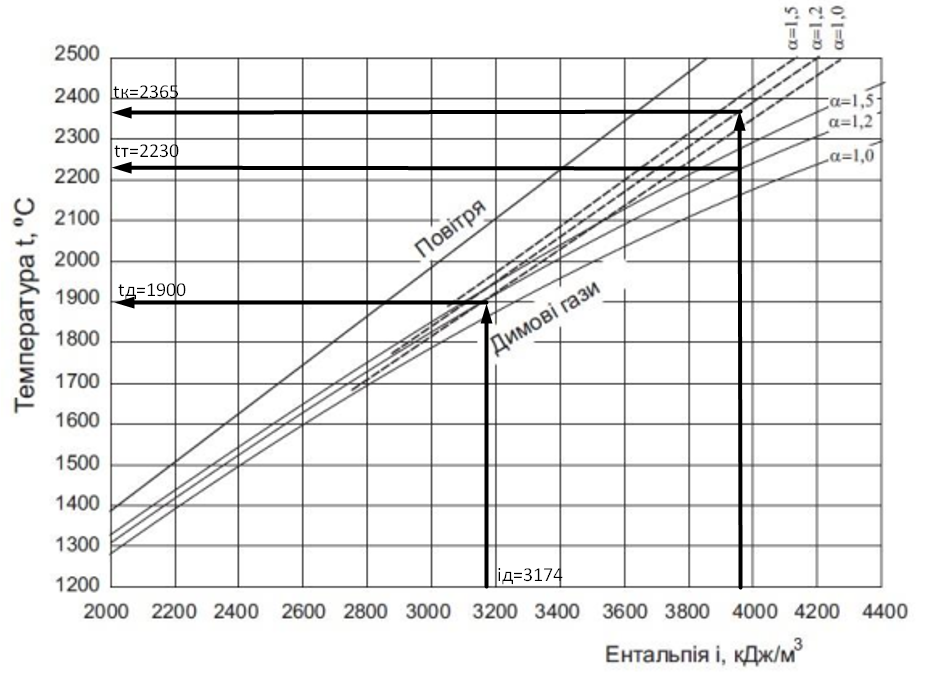 α=1,5
α=1,2
α=1,0
2500
2400
2300
2200
2100
2000
1900
1800
1700
1600
1500
1400
1300
1200
Температура t, ºC
tк=2365
tт=2230
tд=1900
Повітря
Димові гази
α=1,5
α=1,2
α=1,0
iд=3174
2000 2200 2400 2600 2800 3000 3200 3400 3600 3800 4000 4200 4400
Ентальпія i, кДж/м³